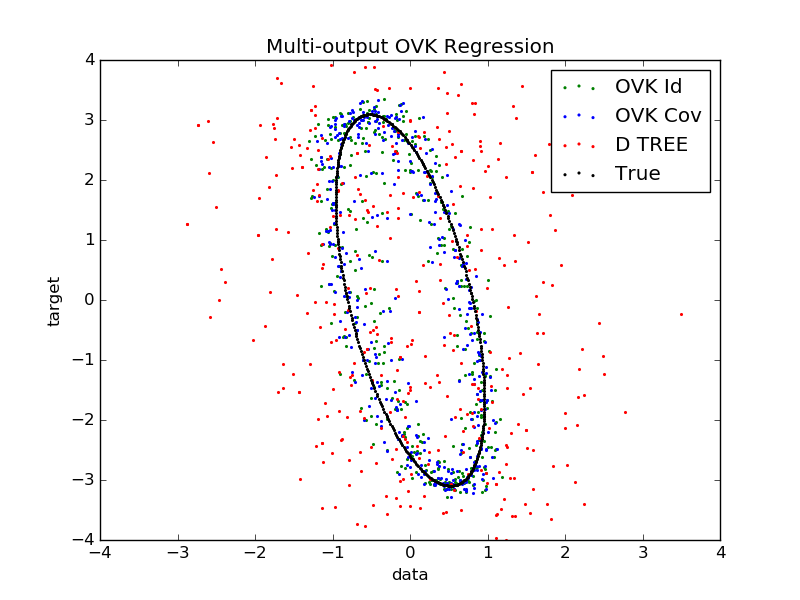 Multi-output OVK Regression
OVK Id
OVK Cov
D TREE
True
4
3
2
1
0
−1
−2
−3
−4
target
−4
−3
−2
−1
0
1
2
3
4
data